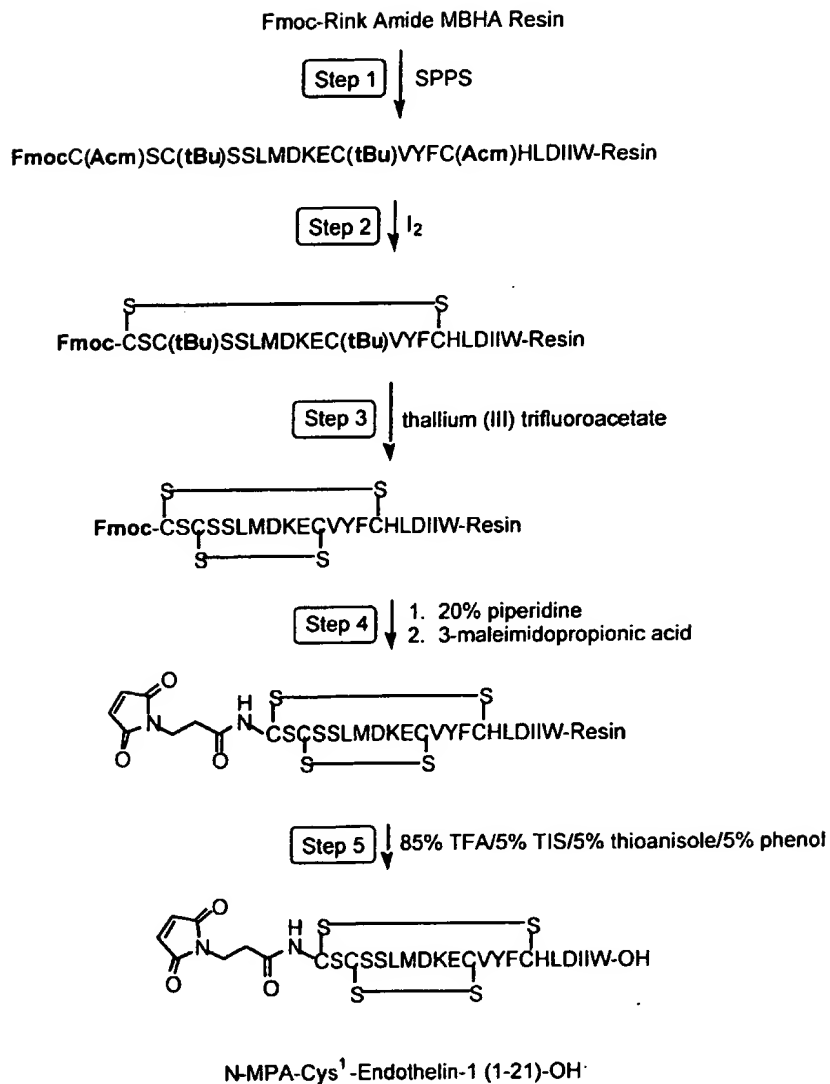 Fmoc-Rink Amide MBHA Resin
Step 1
SPPS
FmocC(Acm)SC(tBu)SSLMDKEC(tBu)VYFC(Acm)HLDIIW-Resin
Step 2
I2
S S
Fmoc-CSC(tBu)SSLMDKEC(tBu)VYFCHLDIIW-Resin
Step 3
thallium (III) trifluoroacetate
S S
Fmoc-CSCSSLMDKECVYFCHLDIIW-Resin
S S
Step 4
1. 20% piperidine
2. 3-maleimidopropionic acid
O
N
O
O
H
N
S S
CSCSSLMDKECVYFCHLDIIW-Resin
S S
Step 5
85% TFA/5% TIS/5% thioanisole/5% phenol
O
N
O
O
H
N
S S
CSCSSLMDKECVYFCHLDIIW-OH
S S
N-MPA-Cys1-Endothelin-1 (1-21)-OH